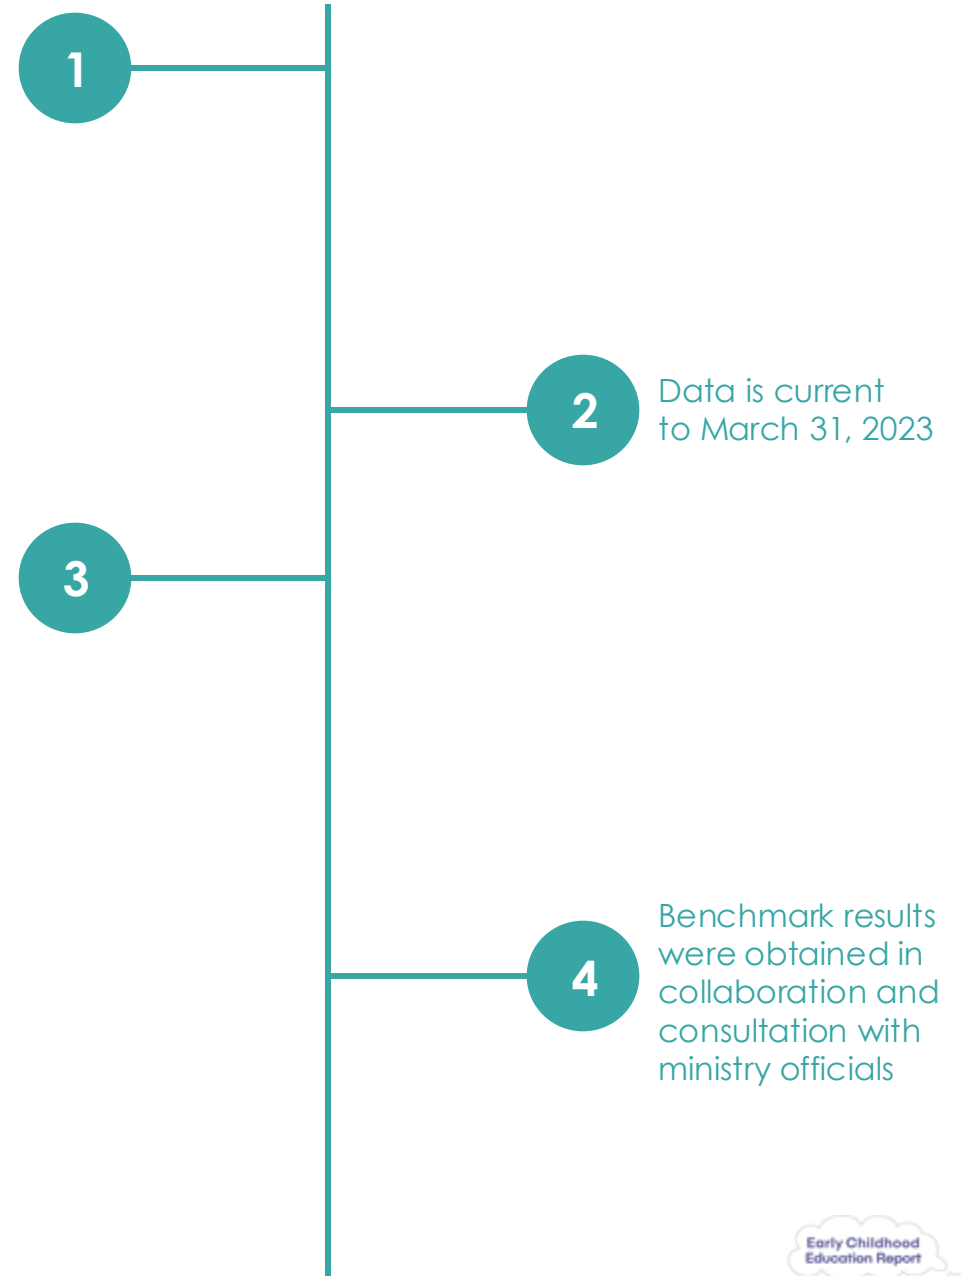 1
2
Data is current
to March 31, 2023
3
4
Benchmark results
were obtained in
collaboration and
consultation with
ministry officials
Early Childhood
Education Report